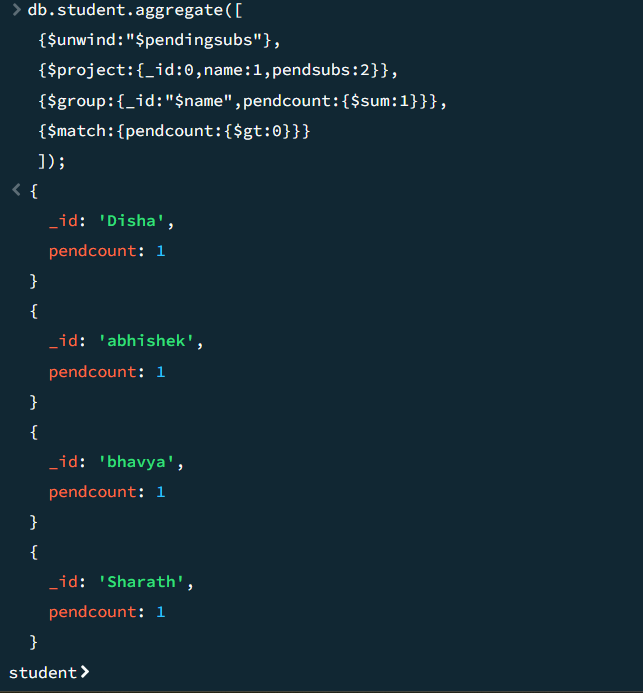 > db.student.aggregate([
{$unwind:"$pendingsubs"},
{$project:{_id:0,name:1,pendsubs:2}},
{$group:{_id:"$name",pendcount:{$sum:1}}},
{$match:{pendcount:{$gt:0}}}
]);
< {
_id: 'Disha',
pendcount: 1
}
{
_id: 'abhishek',
pendcount: 1
}
{
_id: 'bhavya',
pendcount: 1
}
{
_id: 'Sharath',
pendcount: 1
}
student>